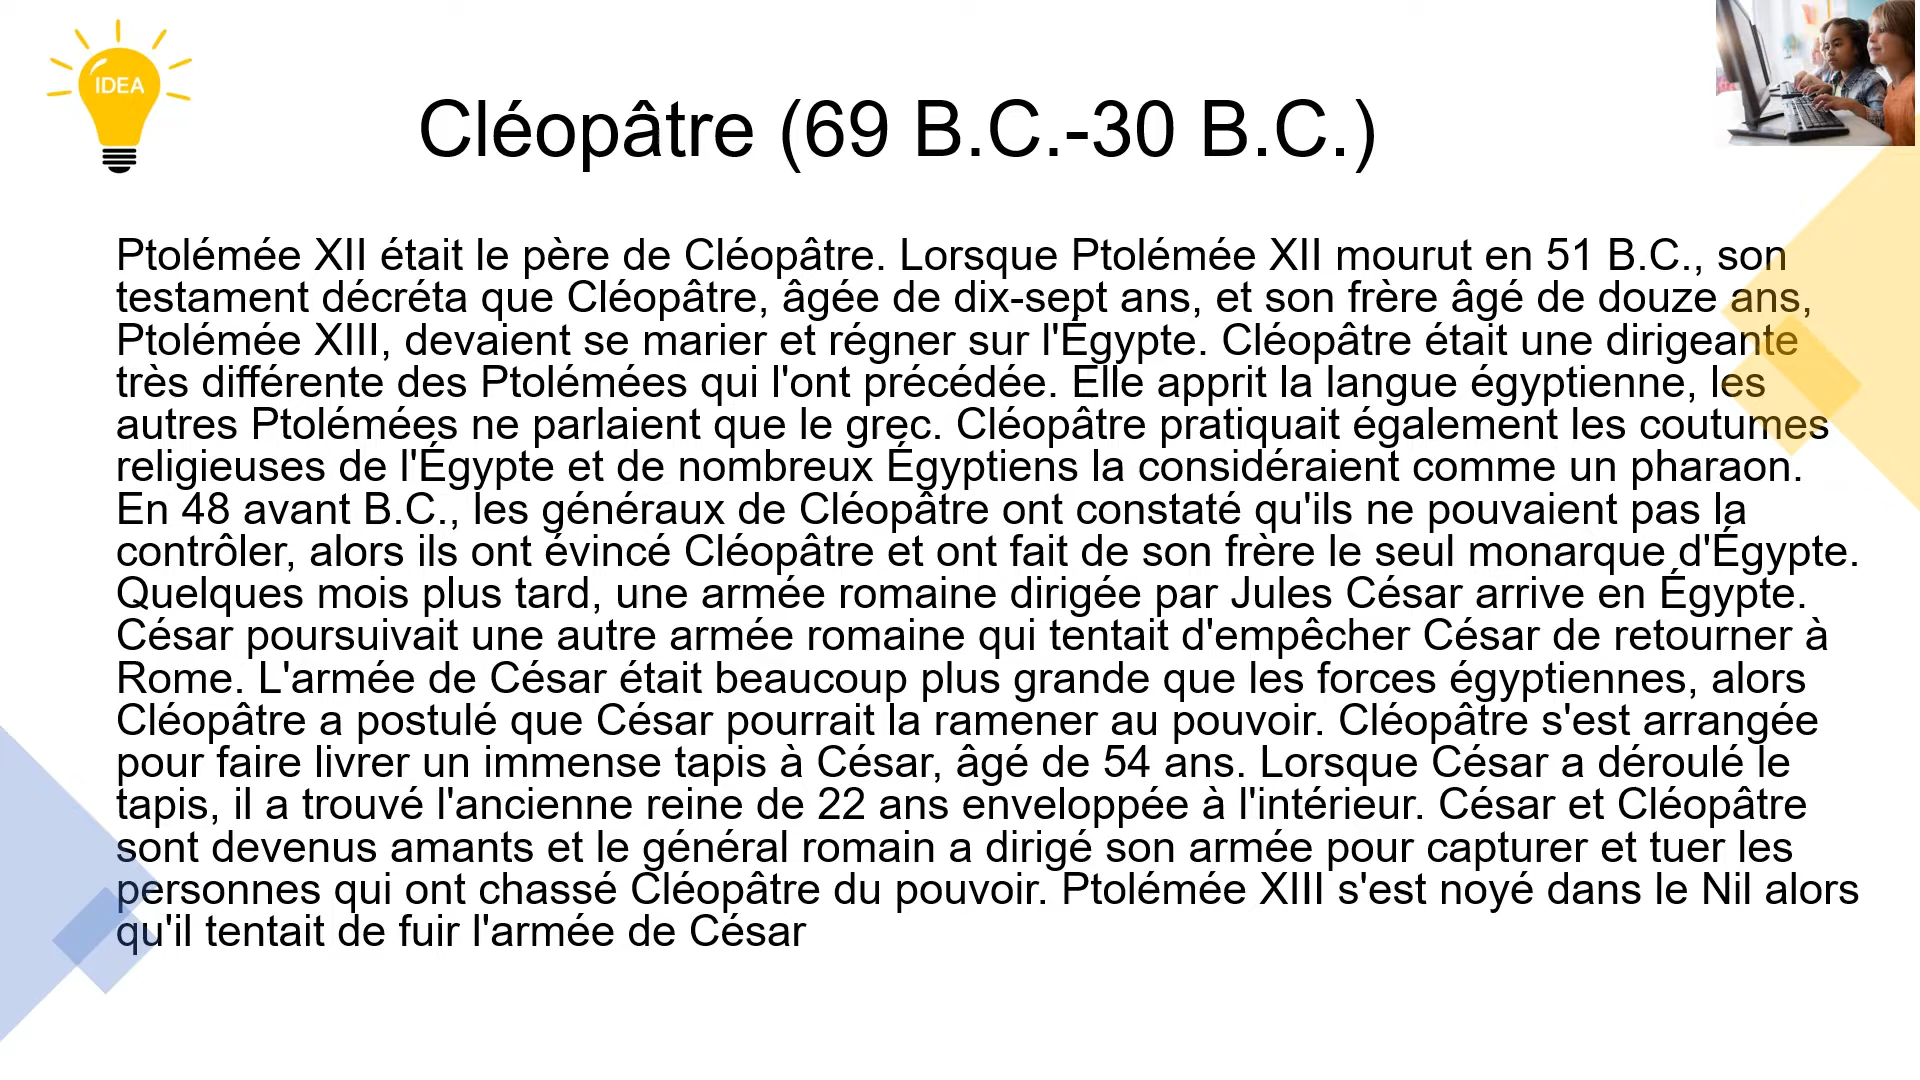 IDEA
Cléopâtre (69 B.C.-30 B.C.)
Ptolémée XII était le père de Cléopâtre. Lorsque Ptolémée XII mourut en 51 B.C., son
testament décréta que Cléopâtre, âgée de dix-sept ans, et son frère âgé de douze ans,
Ptolémée XIII, devaient se marier et régner sur l'Égypte. Cléopâtre était une dirigeante
très différente des Ptolémées qui l'ont précédée. Elle apprit la langue égyptienne, les
autres Ptolémées ne parlaient que le grec. Cléopâtre pratiquait également les coutumes
religieuses de l'Égypte et de nombreux Égyptiens la considéraient comme un pharaon.
En 48 avant B.C., les généraux de Cléopâtre ont constaté qu'ils ne pouvaient pas la
contrôler, alors ils ont évincé Cléopâtre et ont fait de son frère le seul monarque d'Égypte.
Quelques mois plus tard, une armée romaine dirigée par Jules César arrive en Égypte.
César poursuivait une autre armée romaine qui tentait d'empêcher César de retourner à
Rome. L'armée de César était beaucoup plus grande que les forces égyptiennes, alors
Cléopâtre a postulé que César pourrait la ramener au pouvoir. Cléopâtre s'est arrangée
pour faire livrer un immense tapis à César, âgé de 54 ans. Lorsque César a déroulé le
tapis, il a trouvé l'ancienne reine de 22 ans enveloppée à l'intérieur. César et Cléopâtre
sont devenus amants et le général romain a dirigé son armée pour capturer et tuer les
personnes qui ont chassé Cléopâtre du pouvoir. Ptolémée XIII s'est noyé dans le Nil alors
qu'il tentait de fuir l'armée de César